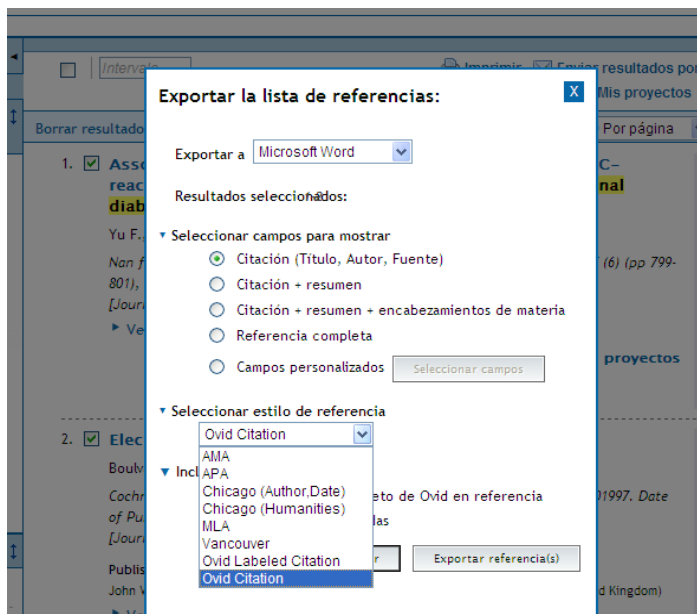 Intervalo
Imprimir Enviar resultados por
Mis proyectos
Exportar la lista de referencias: X
Borrar resultado
Por página
Exportar a Microsoft Word
Resultados seleccionados:
1. Asso
C-
reac
nal
diab
Yu F.,
Seleccionar campos para mostrar
Citación (Título, Autor, Fuente)
Nan f
(6) (pp 799-
801),
Citación + resumen
[Journ
Citación + resumen + encabezamientos de materia
Ve
Referencia completa
proyectos
Campos personalizados Seleccionar campos
Seleccionar estilo de referencia
Ovid Citation
2. Elec
AMA
APA
Chicago (Author,Date)
Chicago (Humanities)
MLA
Vancouver
Ovid Labeled Citation
Ovid Citation
Incl
Boulv
Cochr
eto de Ovid en referencia
01997. Date
of Pu
las
[Journ
r
Exportar referencia(s)
Publis
John
d Kingdom)